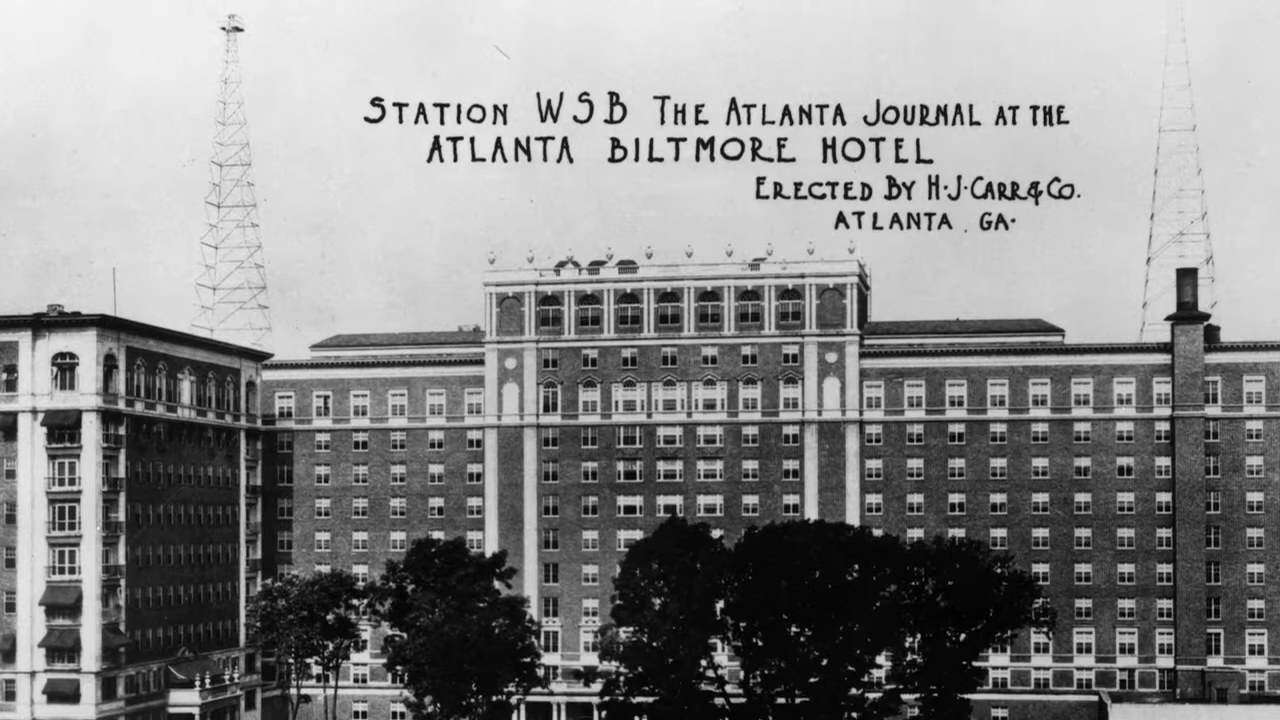 STATION WSB THE ATLANTA JOURNAL AT THE
ATLANTA BILTMORE HOTEL
ERECTED BY H·J·CARR & CO.
ATLANTA, GA·